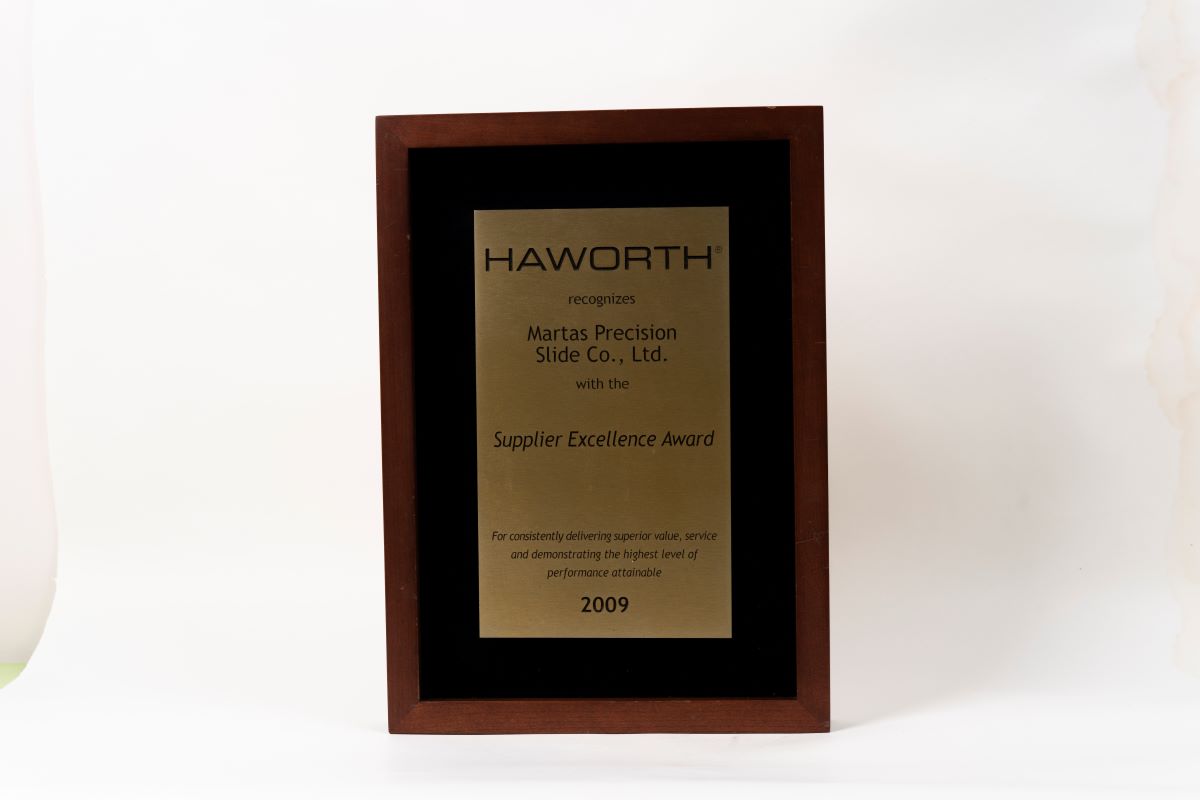 HAWORTH®
recognizes
Martas Precision
Slide Co., Ltd.
with the
Supplier Excellence Award
For consistently delivering superior value, service
and demonstrating the highest level of
performance attainable
2009